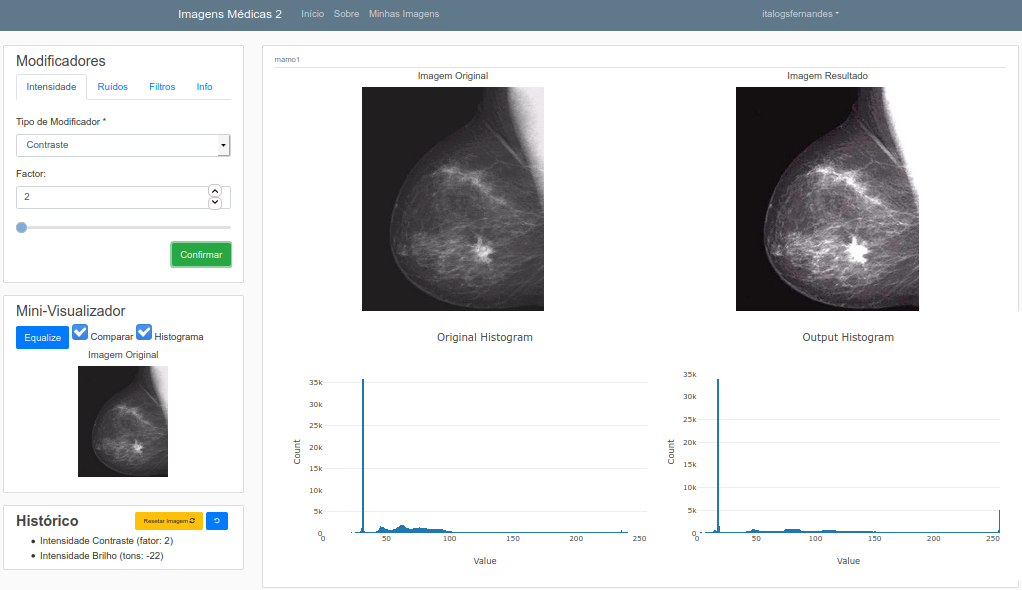 Imagens Médicas 2 Início Sobre Minhas Imagens italogsfernandes
Modificadores
Intensidade Ruídos Filtros Info
Tipo de Modificador *
Contraste
Factor:
2
Confirmar
Mini-Visualizador
Equalize Comparar Histograma
Imagem Original
Histórico Resetar Imagem
Intensidade Contraste (fator: 2)
Intensidade Brilho (tons: -22)
mamo1
Imagem Original
Imagem Resultado
Original Histogram
35k
30k
25k
20k
15k
10k
5k
0
Count
0 50 100 150 200 250
Value
Output Histogram
35k
30k
25k
20k
15k
10k
5k
0
Count
0 50 100 150 200 250
Value